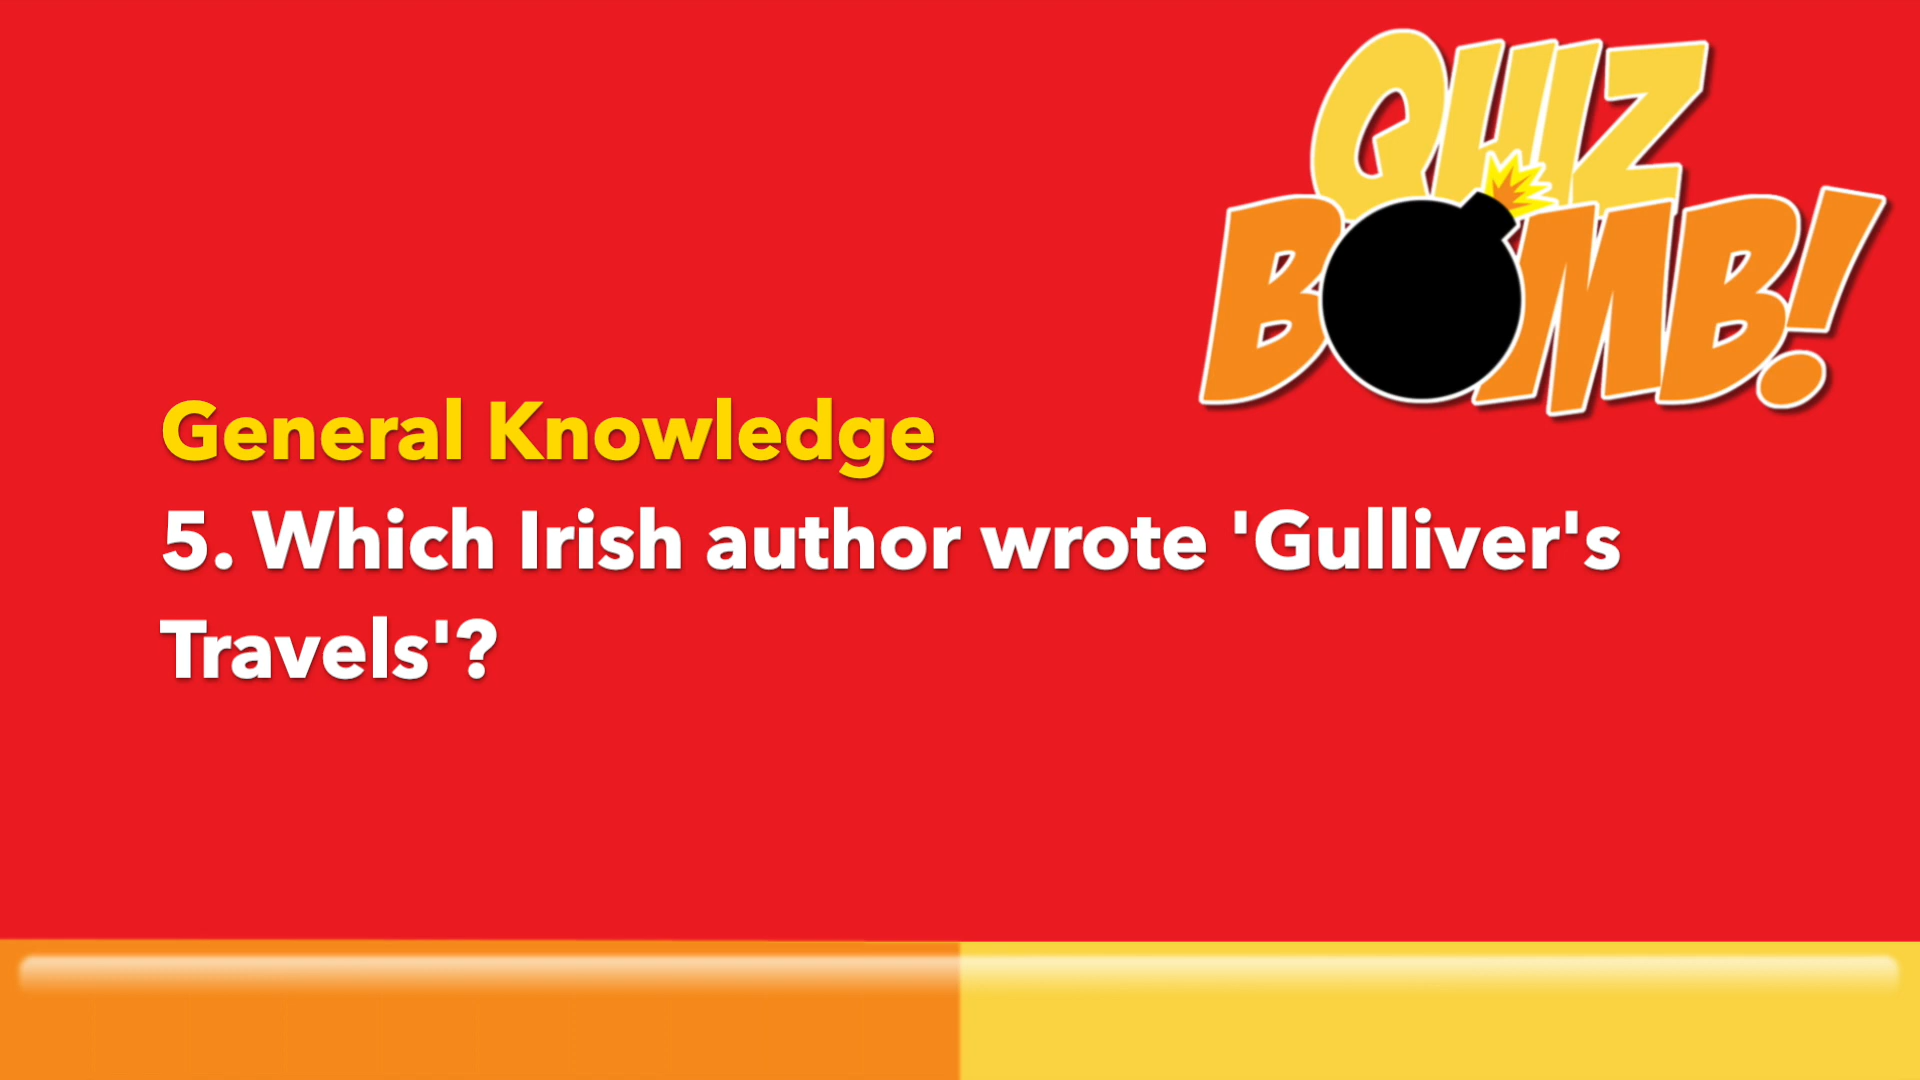 QUIZ
BOMB!
General Knowledge
5. Which Irish author wrote 'Gulliver's
Travels'?